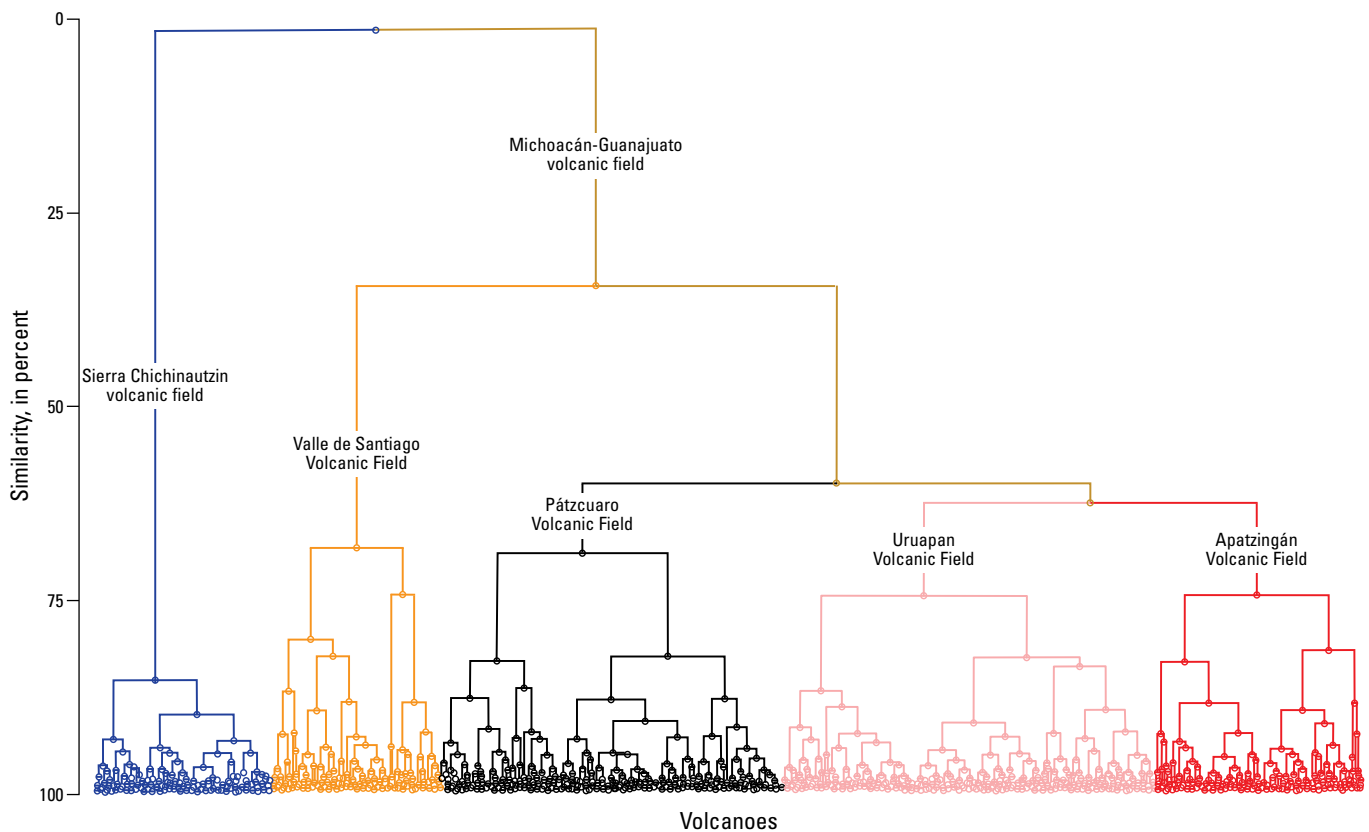 0
Michoacán-Guanajuato
volcanic field
25
Sierra Chichinautzin
volcanic field
50
Valle de Santiago
Volcanic Field
Pátzcuaro
Volcanic Field
Uruapan
Volcanic Field
Apatzingán
Volcanic Field
75
100
Similarity, in percent
Volcanoes